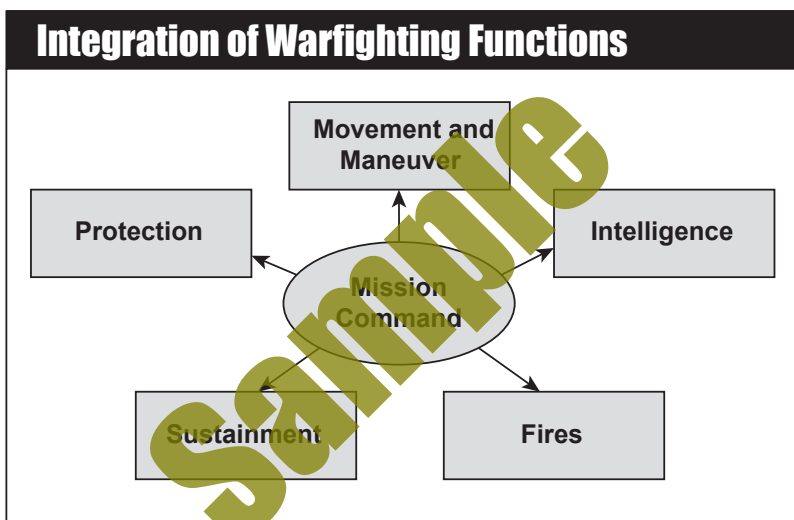 Integration of Warfighting Functions
Movement and
Maneuver
Protection
Intelligence
Mission
Command
Sustainment
Fires
Sample